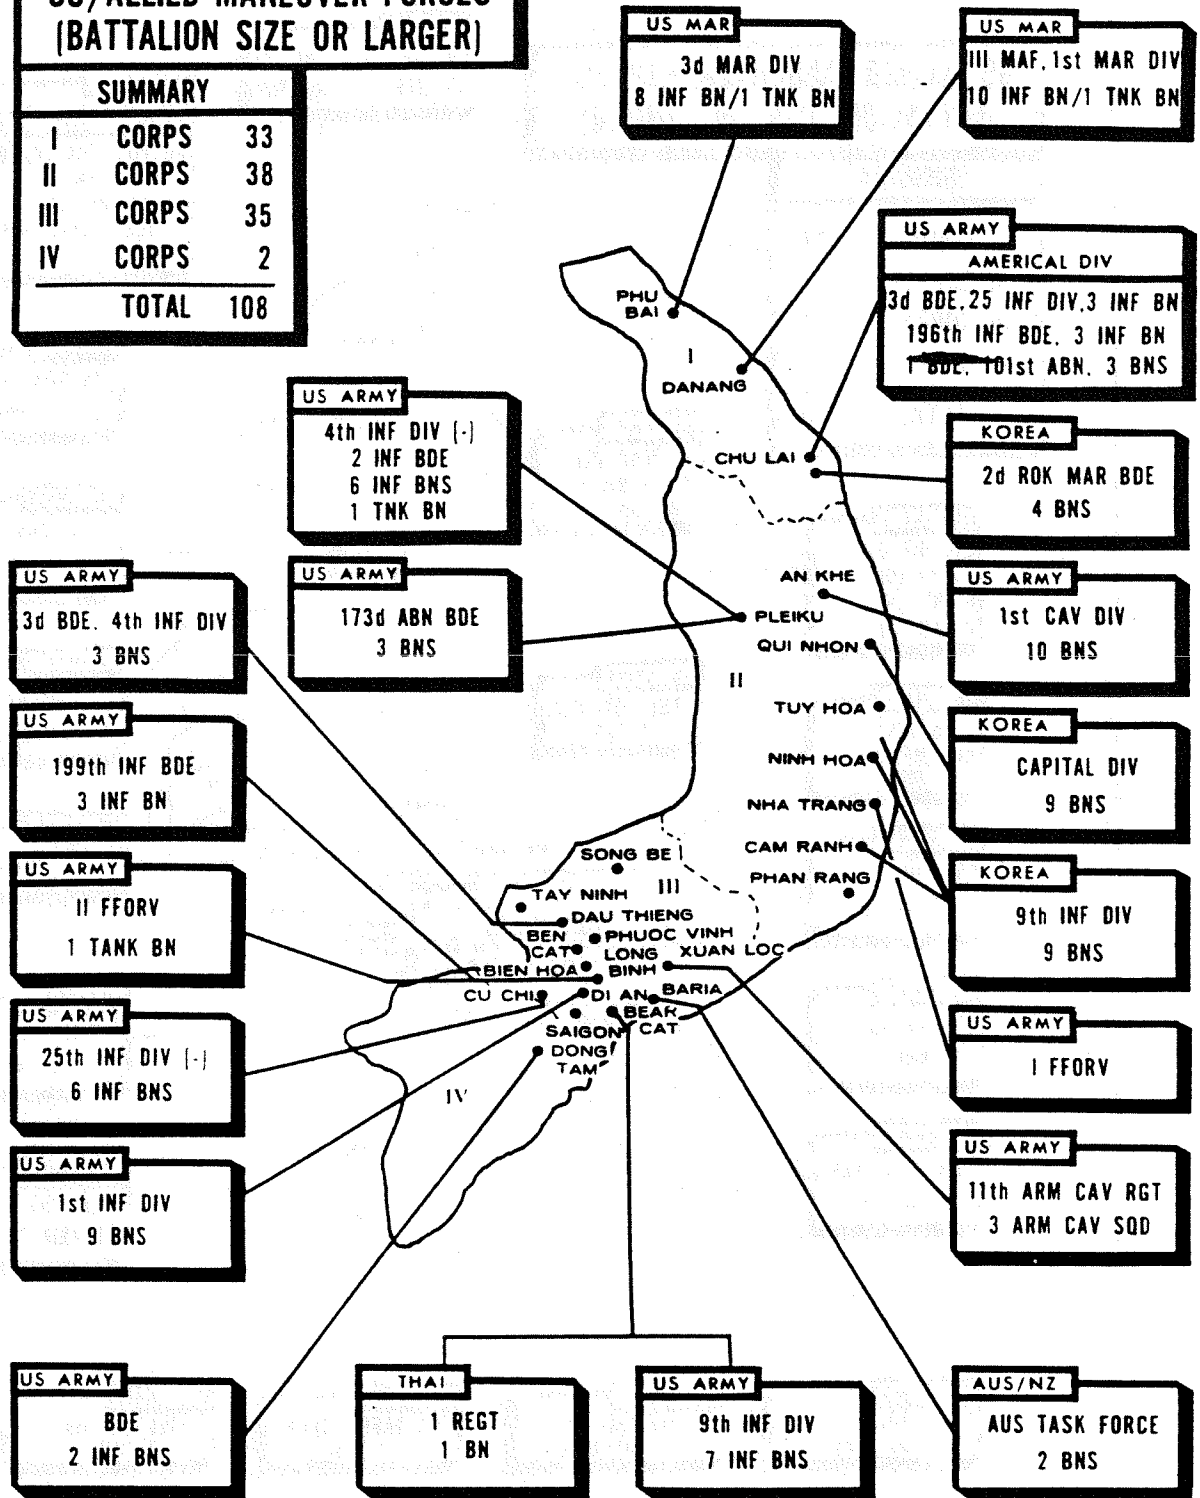 (BATTALION SIZE OR LARGER)
SUMMARY
I CORPS 33
II CORPS 38
III CORPS 35
IV CORPS 2
TOTAL 108
US MAR
3d MAR DIV
8 INF BN/1 TNK BN
US MAR
III MAF, 1st MAR DIV
10 INF BN/1 TNK BN
US ARMY
AMERICAL DIV
3d BDE, 25 INF DIV, 3 INF BN
196th INF BDE, 3 INF BN
1 BDE, 101st ABN, 3 BNS
US ARMY
4th INF DIV (-)
2 INF BDE
6 INF BNS
1 TNK BN
KOREA
2d ROK MAR BDE
4 BNS
US ARMY
3d BDE, 4th INF DIV
3 BNS
US ARMY
173d ABN BDE
3 BNS
US ARMY
1st CAV DIV
10 BNS
US ARMY
199th INF BDE
3 INF BN
KOREA
CAPITAL DIV
9 BNS
US ARMY
II FFORV
1 TANK BN
KOREA
9th INF DIV
9 BNS
US ARMY
25th INF DIV (-)
6 INF BNS
US ARMY
I FFORV
US ARMY
1st INF DIV
9 BNS
US ARMY
11th ARM CAV RGT
3 ARM CAV SQD
US ARMY
BDE
2 INF BNS
THAI
1 REGT
1 BN
US ARMY
9th INF DIV
7 INF BNS
AUS/NZ
AUS TASK FORCE
2 BNS
PHU
BAI
I
DANANG
CHU LAI
AN KHE
PLEIKU
QUI NHON
II
TUY HOA
NINH HOA
NHA TRANG
CAM RANH
PHAN RANG
SONG BE
III
TAY NINH
DAU THIENG
BEN
CAT
PHUOC VINH
LONG
BINH
XUAN LOC
BIEN HOA
CU CHI
DI AN
BARIA
BEAR
CAT
SAIGON
DONG
TAM
IV